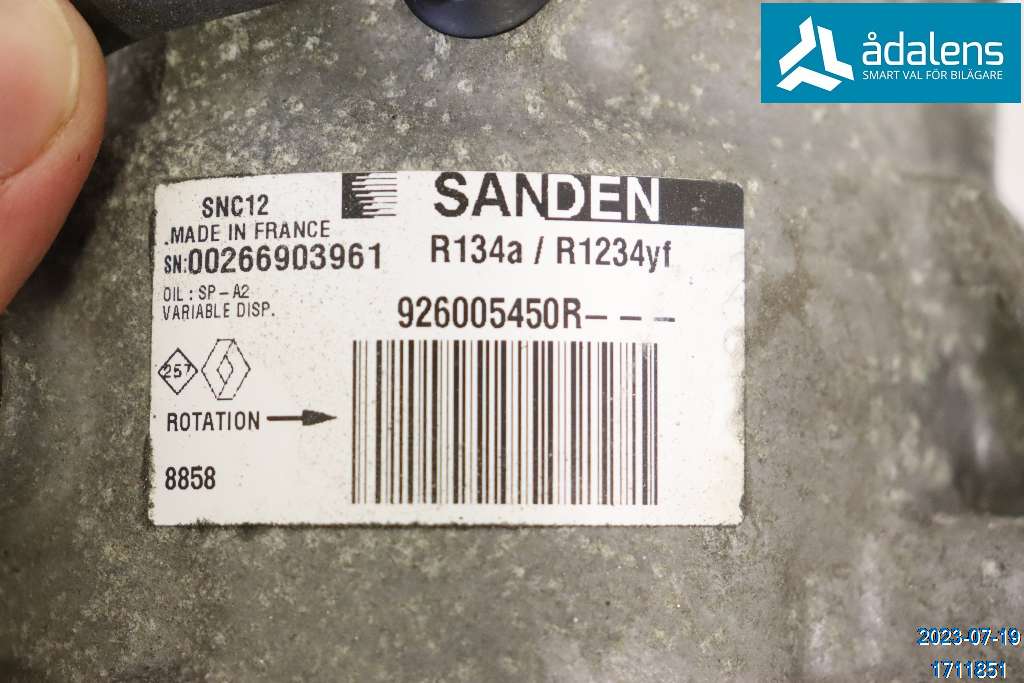 ådalens
SMART VAL FÖR BILÄGARE
SNC12
SANDEN
.MADE IN FRANCE
R134a / R1234yf
SN:00266903961
OIL : SP-A2
VARIABLE DISP.
926005450R---
ROTATION
8858
2023-07-19
1711851